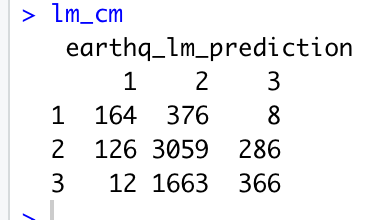 > lm_cm
earthq_lm_prediction
1 2 3
1 164 376 8
2 126 3059 286
3 12 1663 366
>